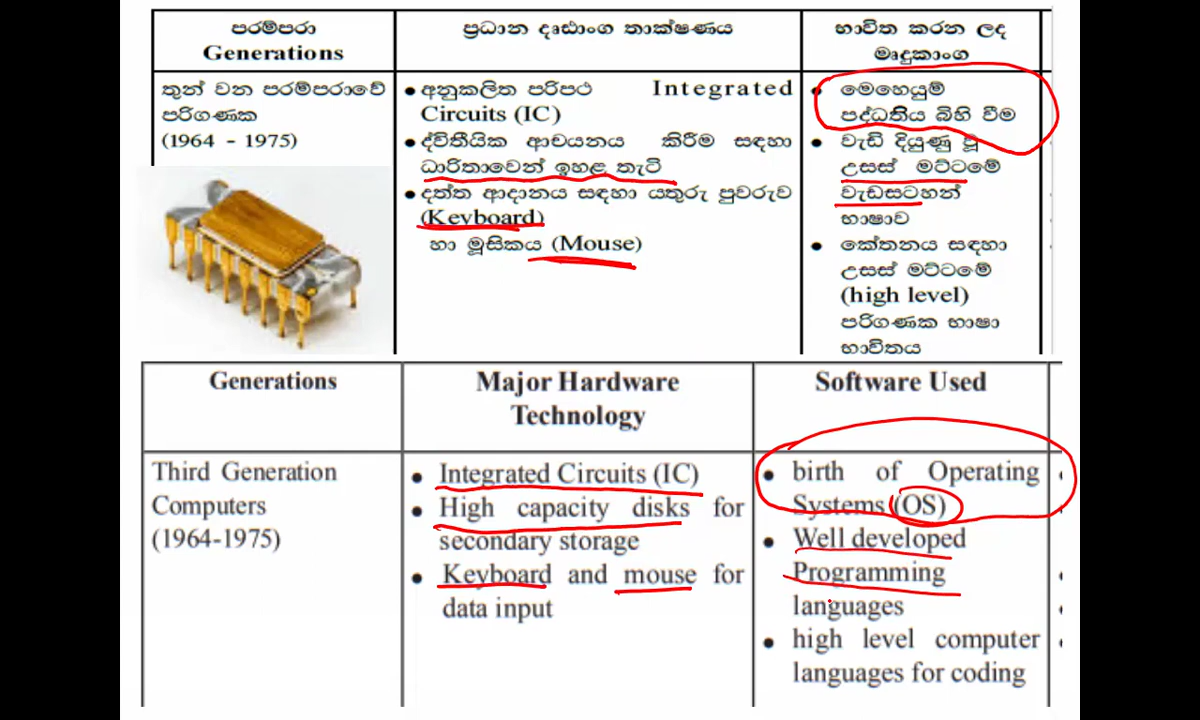 පරම්පරා
Generations
ප්‍රධාන දෘඪාංග තාක්ෂණය
භාවිත කරන ලද
මෘදුකාංග
තුන් වන පරම්පරාවේ
පරිගණක
(1964 - 1975)
• අනුකලිත පරිපථ Integrated
Circuits (IC)
• ද්විතීයික ආචයනය කිරීම සඳහා
ධාරිතාවෙන් ඉහළ තැටි
• දත්ත ආදානය සඳහා යතුරු පුවරුව
(Keyboard)
හා මූසිකය (Mouse)
• මෙහෙයුම්
පද්ධතිය බිහි වීම
• වැඩි දියුණු වූ
උසස් මට්ටමේ
වැඩසටහන්
භාෂාව
• කේතනය සඳහා
උසස් මට්ටමේ
(high level)
පරිගණක භාෂා
භාවිතය
Generations
Major Hardware
Technology
Software Used
Third Generation
Computers
(1964-1975)
• Integrated Circuits (IC)
• High capacity disks for
secondary storage
• Keyboard and mouse for
data input
• birth of Operating
Systems (OS)
• Well developed
Programming
languages
• high level computer
languages for coding